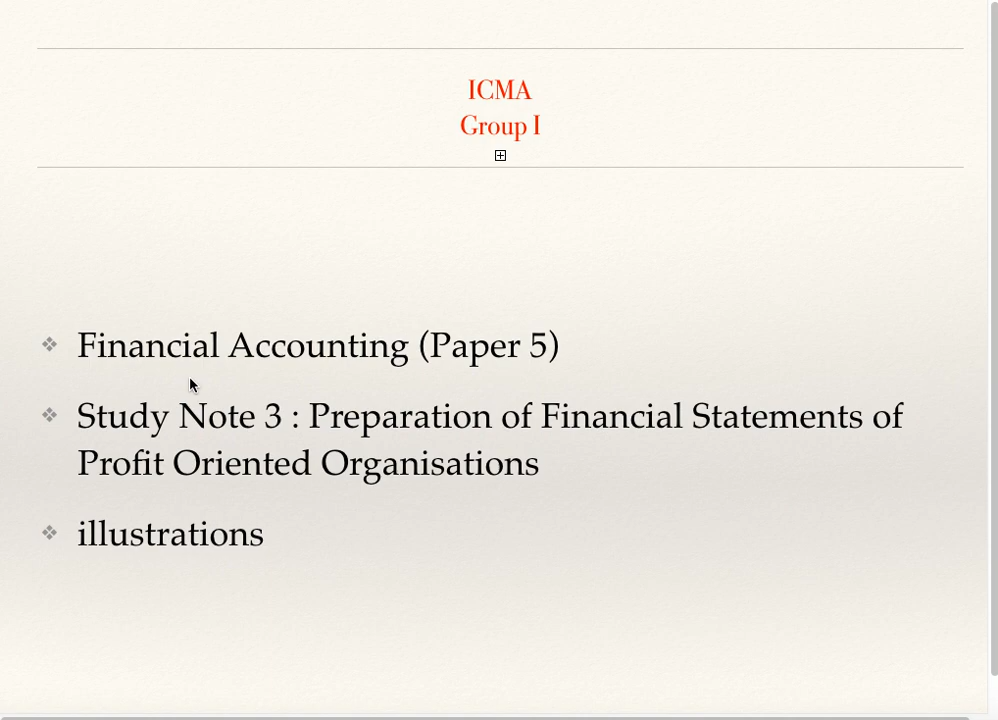 ICMA
Group I
Financial Accounting (Paper 5)
Study Note 3 : Preparation of Financial Statements of
Profit Oriented Organisations
illustrations